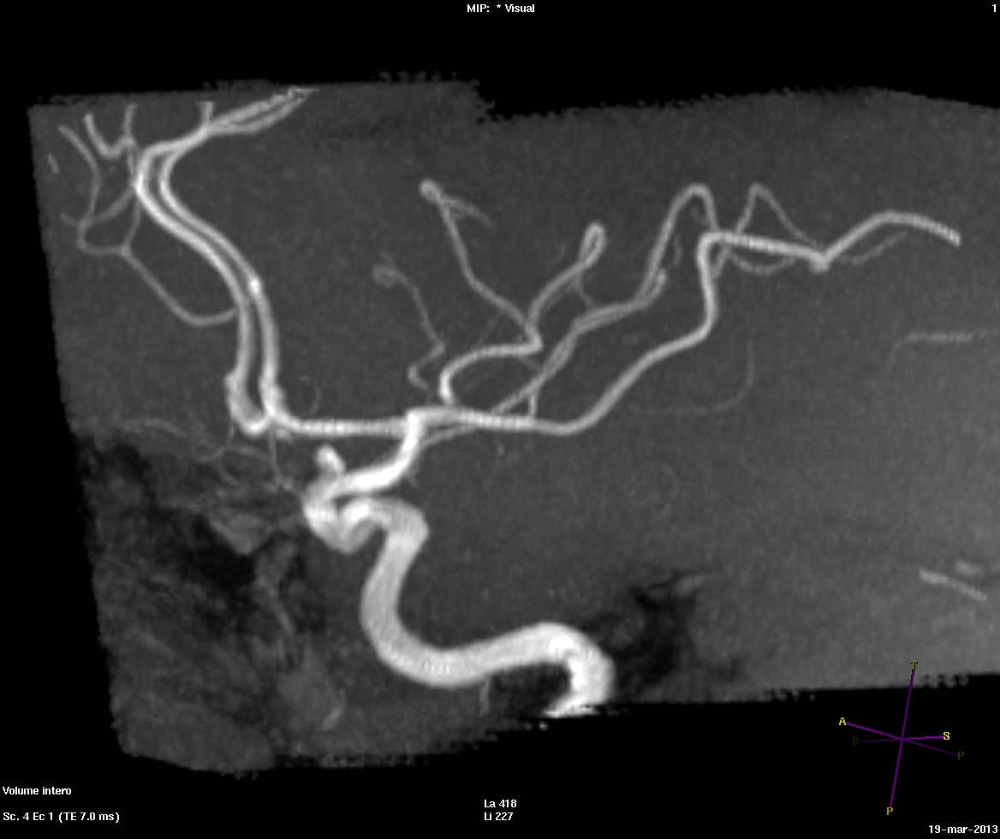 MIP: * Visual
1
T
A
S
D
P
P
Volume intero
La 418
Sc. 4 Ec 1 (TE 7.0 ms)
Li 227
19-mar-2013